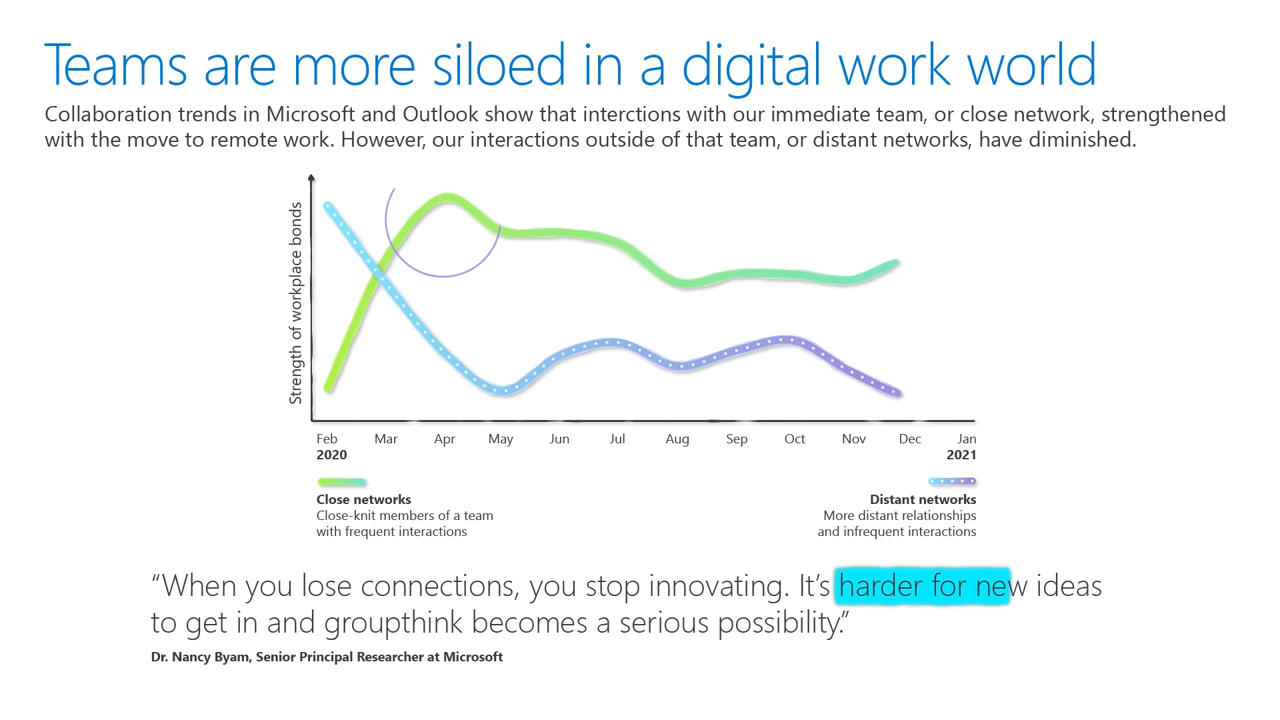 Teams are more siloed in a digital work world
Collaboration trends in Microsoft and Outlook show that interctions with our immediate team, or close network, strengthened
with the move to remote work. However, our interactions outside of that team, or distant networks, have diminished.
Strength of workplace bonds
Feb Mar Apr May Jun Jul Aug Sep Oct Nov Dec Jan
2020 2021
Close networks
Close-knit members of a team
with frequent interactions
Distant networks
More distant relationships
and infrequent interactions
“When you lose connections, you stop innovating. It’s harder for new ideas
to get in and groupthink becomes a serious possibility.”
Dr. Nancy Byam, Senior Principal Researcher at Microsoft